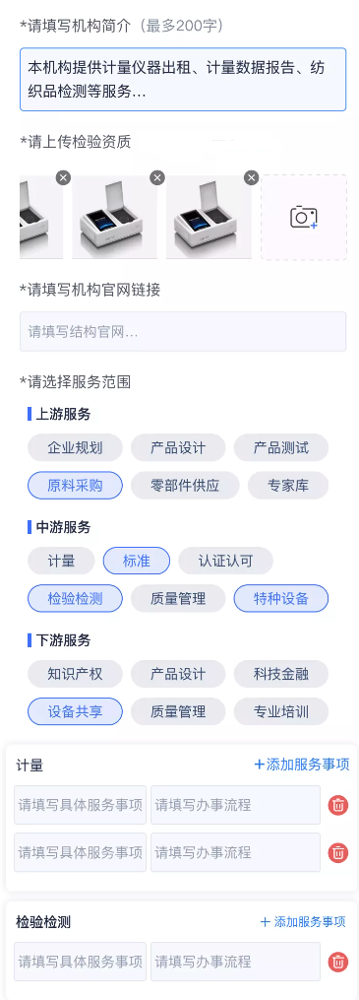 *请填写机构简介（最多200字）
本机构提供计量仪器出租、计量数据报告、纺
织品检测等服务...
*请上传检验资质
*请填写机构官网链接
请填写结构官网...
*请选择服务范围
上游服务
企业规划 产品设计 产品测试
原料采购 零部件供应 专家库
中游服务
计量 标准 认证认可
检验检测 质量管理 特种设备
下游服务
知识产权 产品设计 科技金融
设备共享 质量管理 专业培训
计量 +添加服务事项
请填写具体服务事项 请填写办事流程
请填写具体服务事项 请填写办事流程
检验检测 + 添加服务事项
请填写具体服务事项 请填写办事流程